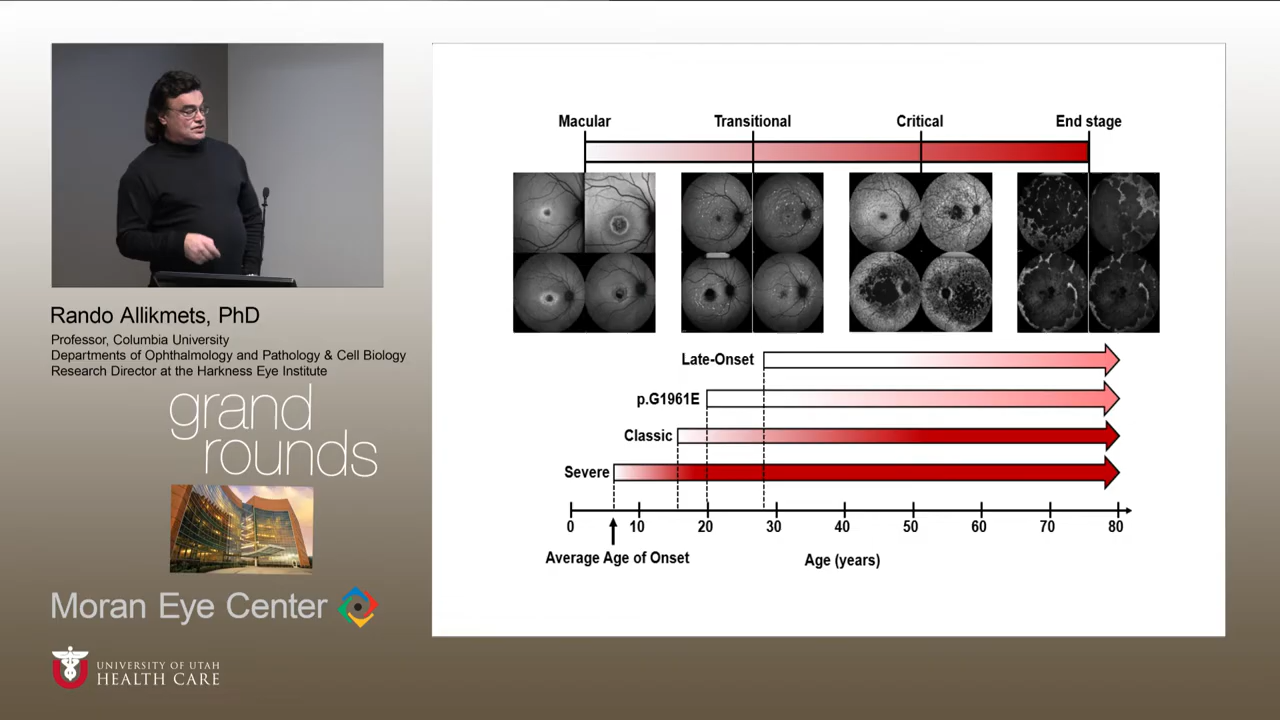 Rando Allikmets, PhD
Professor, Columbia University
Departments of Ophthalmology and Pathology & Cell Biology
Research Director at the Harkness Eye Institute
grand
rounds
Moran Eye Center
UNIVERSITY OF UTAH
HEALTH CARE
Macular Transitional Critical End stage
Late-Onset
p.G1961E
Classic
Severe
0 10 20 30 40 50 60 70 80
Average Age of Onset Age (years)